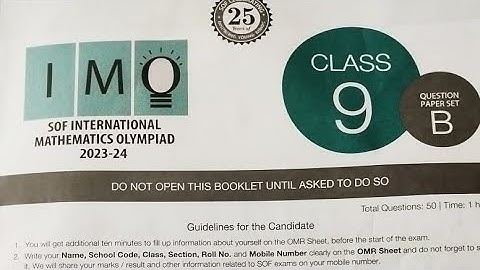 SOF CELEBRATING
25
Years of
IMO
SOF INTERNATIONAL
MATHEMATICS OLYMPIAD
2023-24
CLASS
9
QUESTION
PAPER SET
B
DO NOT OPEN THIS BOOKLET UNTIL ASKED TO DO SO
Total Questions: 50 | Time: 1 h
Guidelines for the Candidate
1. You will get additional ten minutes to fill up information about yourself on the OMR Sheet, before the start of the exam.
2. Write your Name, School Code, Class, Section, Roll No. and Mobile Number clearly on the OMR Sheet and do not forget to s
it. We will share your marks / result and other information related to SOF exams on your mobile number.